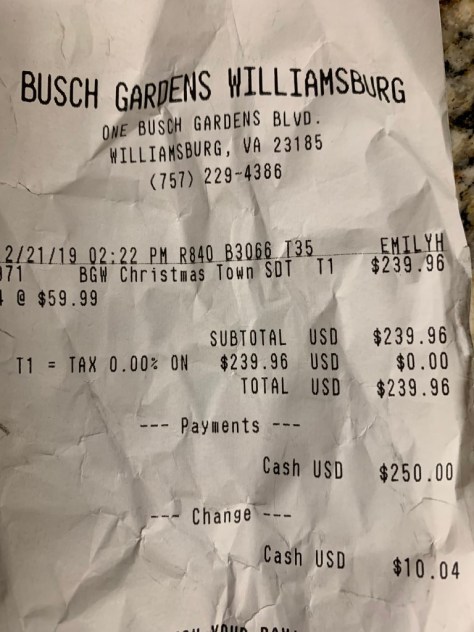 BUSCH GARDENS WILLIAMSBURG
ONE BUSCH GARDENS BLVD.
WILLIAMSBURG, VA 23185
(757) 229-4386
2/21/19 02:22 PM R840 B3066 T35 EMILYH
071 BGW Christmas Town SDT T1 $239.96
@ $59.99
SUBTOTAL USD $239.96
T1 = TAX 0.00% ON $239.96 USD $0.00
TOTAL USD $239.96
--- Payments ---
Cash USD $250.00
--- Change ---
Cash USD $10.04